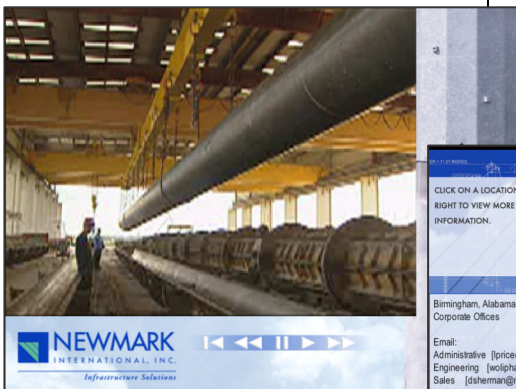 NEWMARK
INTERNATIONAL, INC.
Infrastructure Solutions
CLICK ON A LOCATION
RIGHT TO VIEW MORE
INFORMATION.
Birmingham, Alabama
Corporate Offices
Email:
Administrative
Engineering
Sales [dsherman@